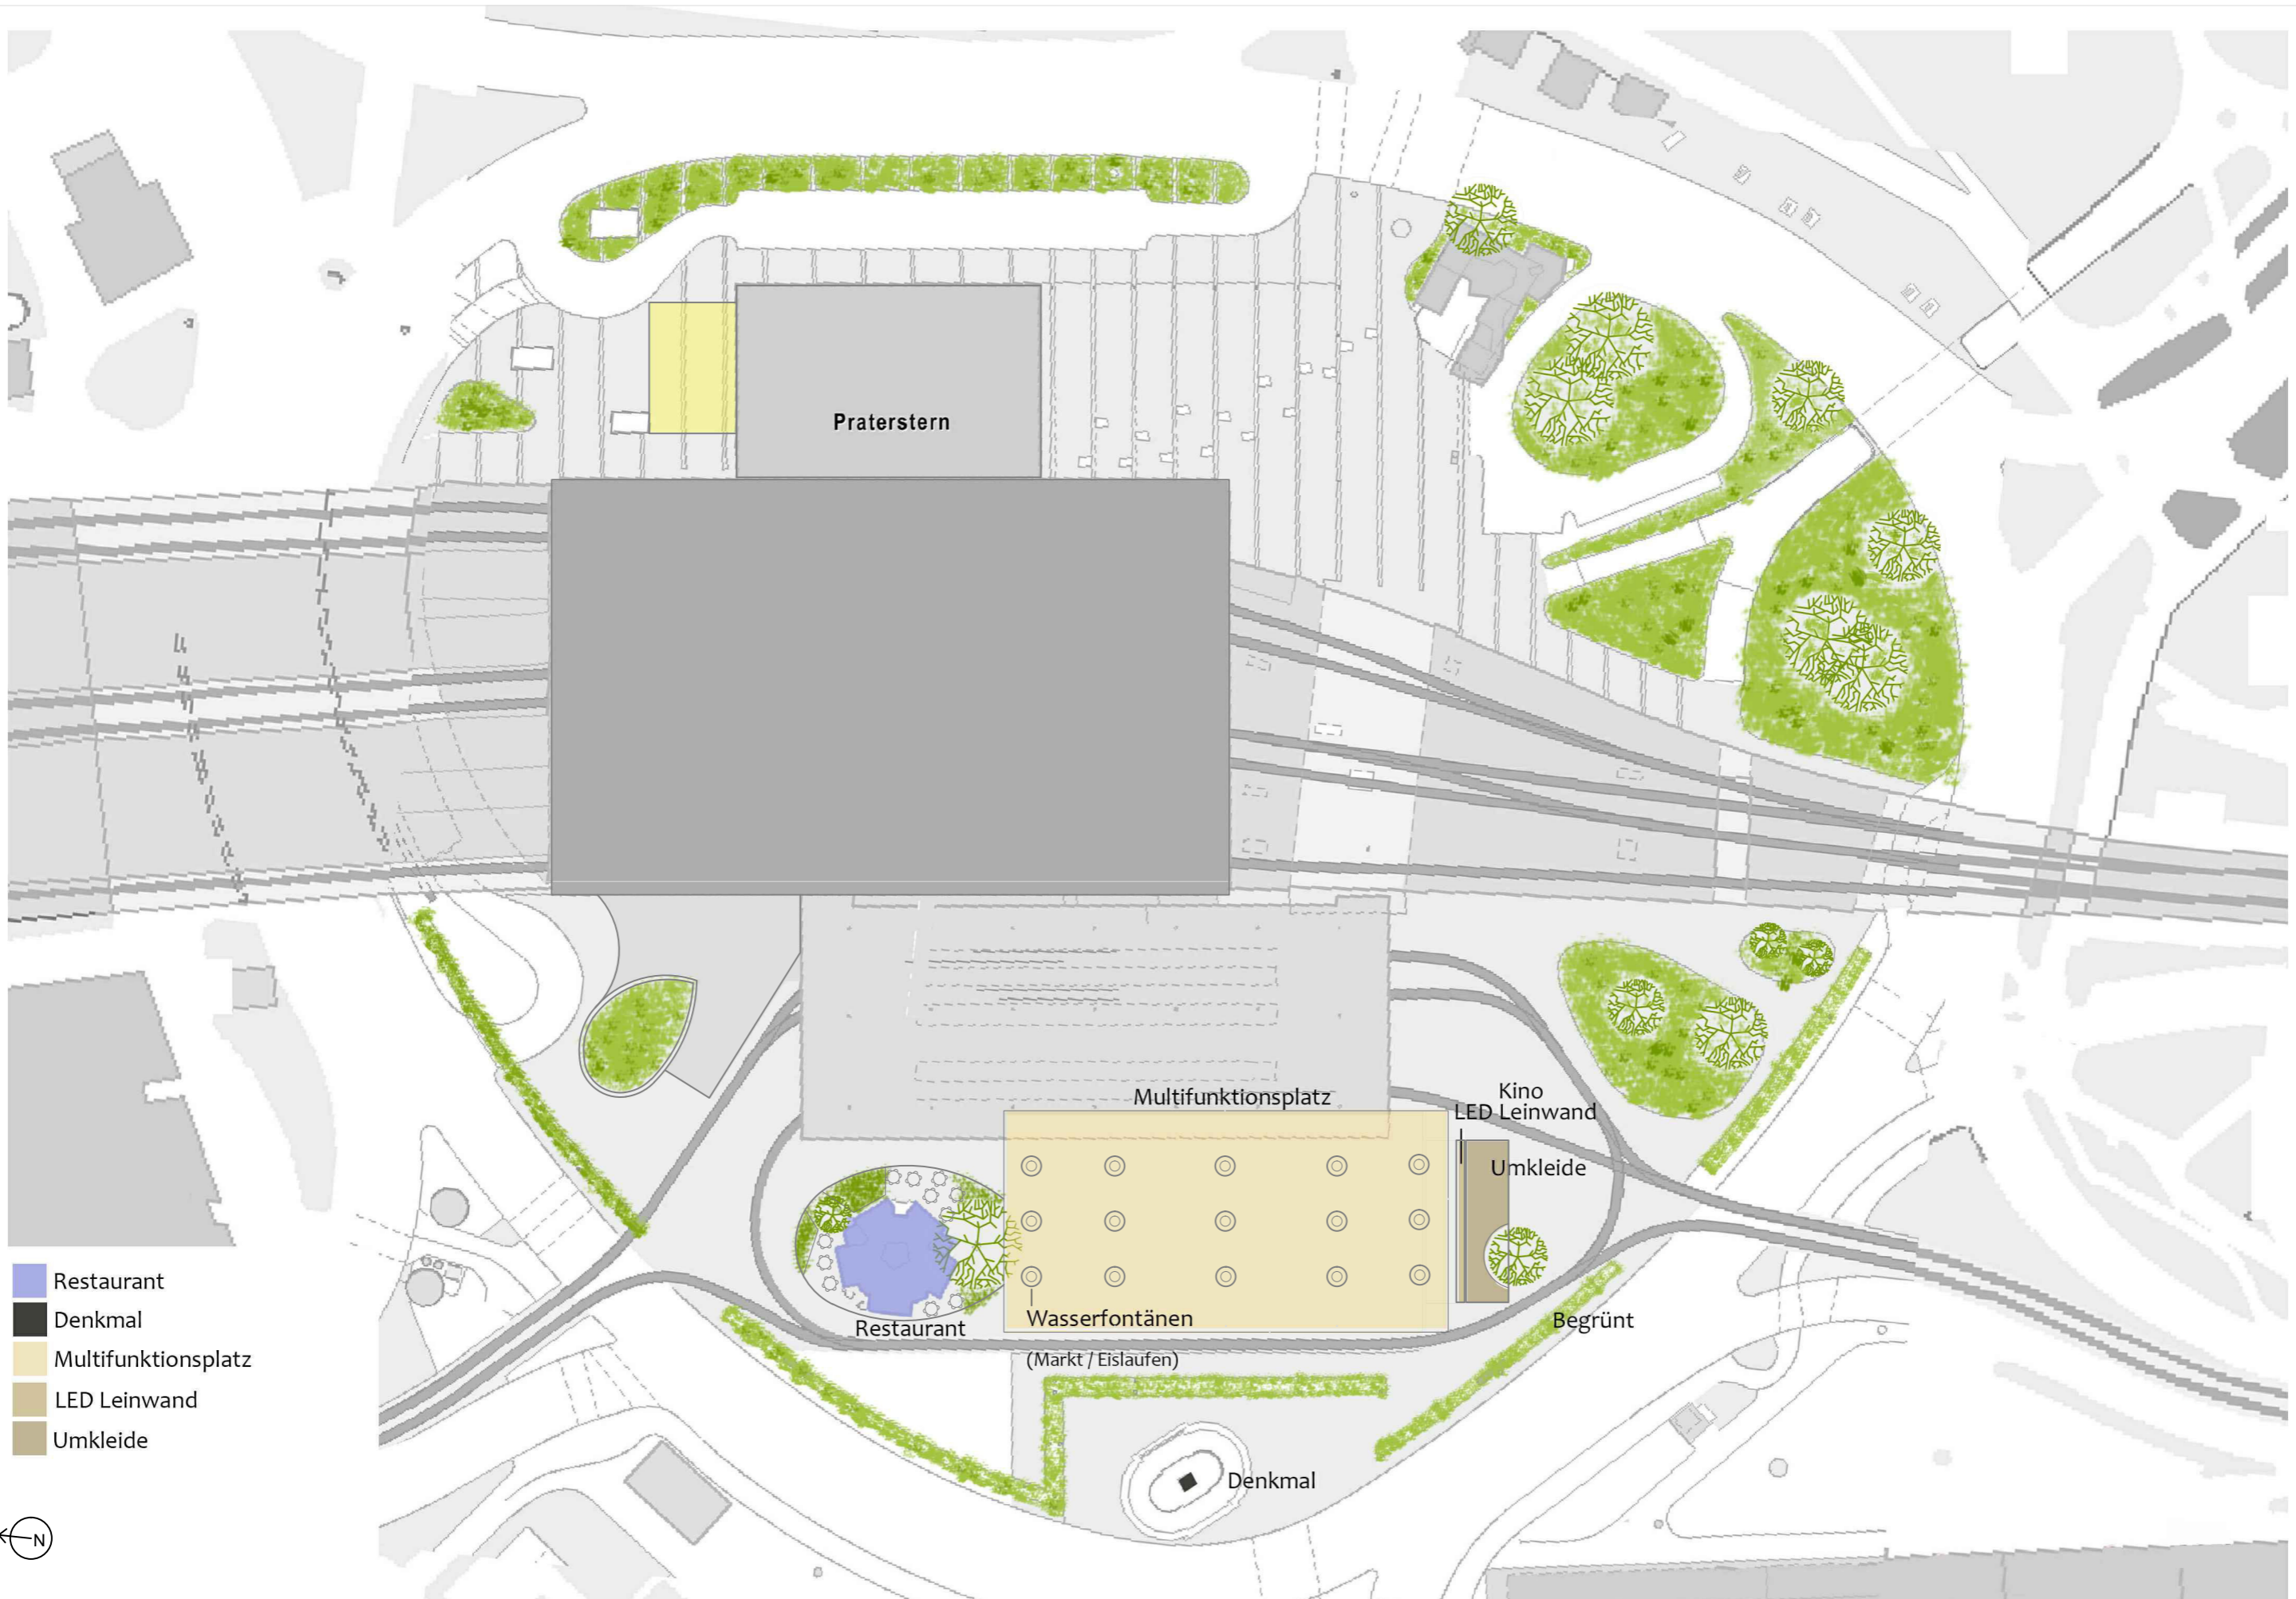 Praterstern
Multifunktionsplatz
Kino
LED Leinwand
Umkleide
Wasserfontänen
Restaurant
Begrünt
(Markt / Eislaufen)
Denkmal
Restaurant
Denkmal
Multifunktionsplatz
LED Leinwand
Umkleide
N